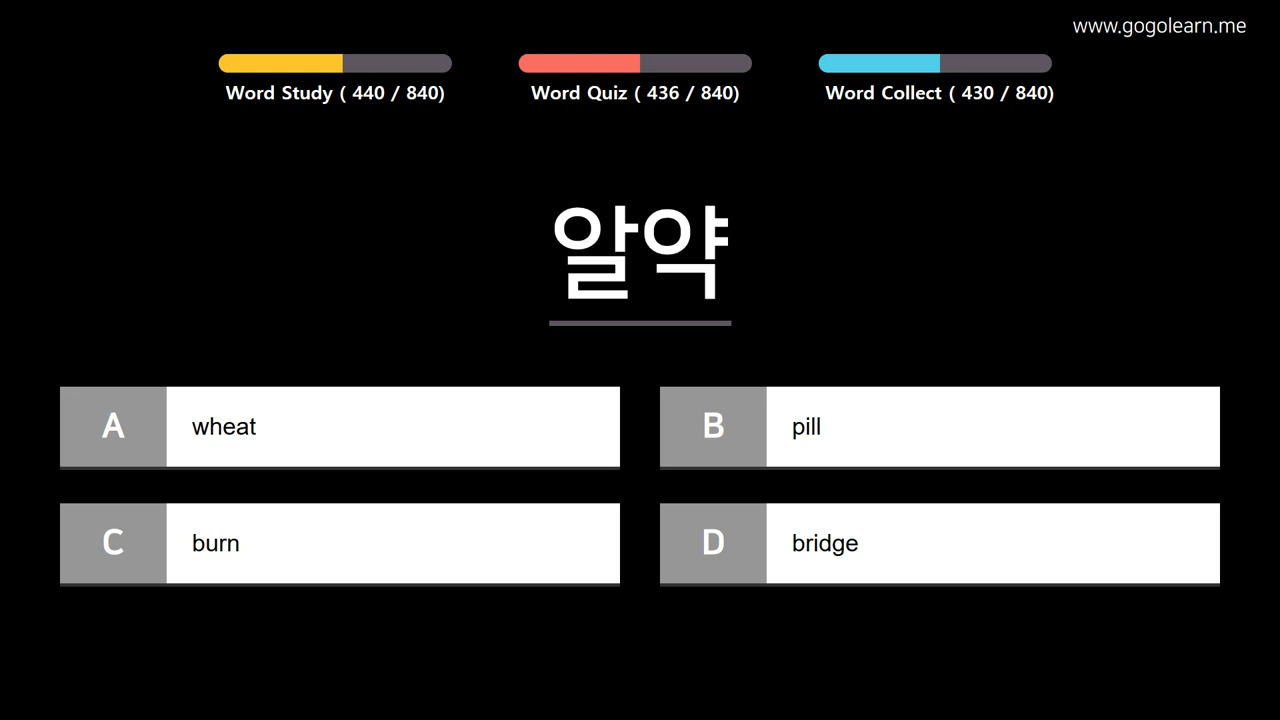 www.gogolearn.me
Word Study ( 440 / 840)
Word Quiz ( 436 / 840)
Word Collect ( 430 / 840)
알약
A wheat
B pill
C burn
D bridge